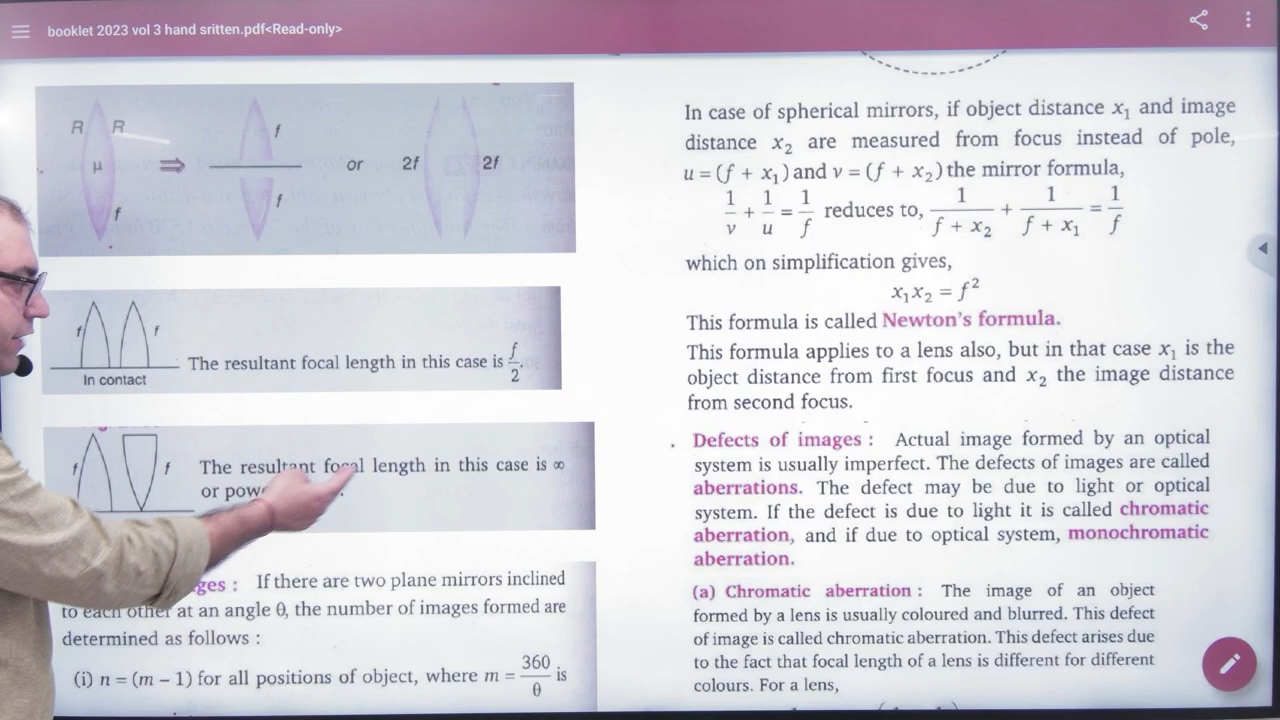 booklet 2023 vol 3 hand sritten.pdf<Read-only>
R R
μ
f
⇒
f
f
or
2f 2f
f f
In contact
The resultant focal length in this case is f/2.
f f
The resultant focal length in this case is ∞
or
ges : If there are two plane mirrors inclined
to each other at an angle θ, the number of images formed are
determined as follows :
(i) n = (m − 1) for all positions of object, where m = 360/θ is
In case of spherical mirrors, if object distance x₁ and image
distance x₂ are measured from focus instead of pole,
u = (f + x₁) and v = (f + x₂) the mirror formula,
1/v + 1/u = 1/f reduces to, 1/(f + x₂) + 1/(f + x₁) = 1/f
which on simplification gives,
x₁x₂ = f²
This formula is called Newton's formula.
This formula applies to a lens also, but in that case x₁ is the
object distance from first focus and x₂ the image distance
from second focus.
Defects of images : Actual image formed by an optical
system is usually imperfect. The defects of images are called
aberrations. The defect may be due to light or optical
system. If the defect is due to light it is called chromatic
aberration, and if due to optical system, monochromatic
aberration.
(a) Chromatic aberration : The image of an object
formed by a lens is usually coloured and blurred. This defect
of image is called chromatic aberration. This defect arises due
to the fact that focal length of a lens is different for different
colours. For a lens,